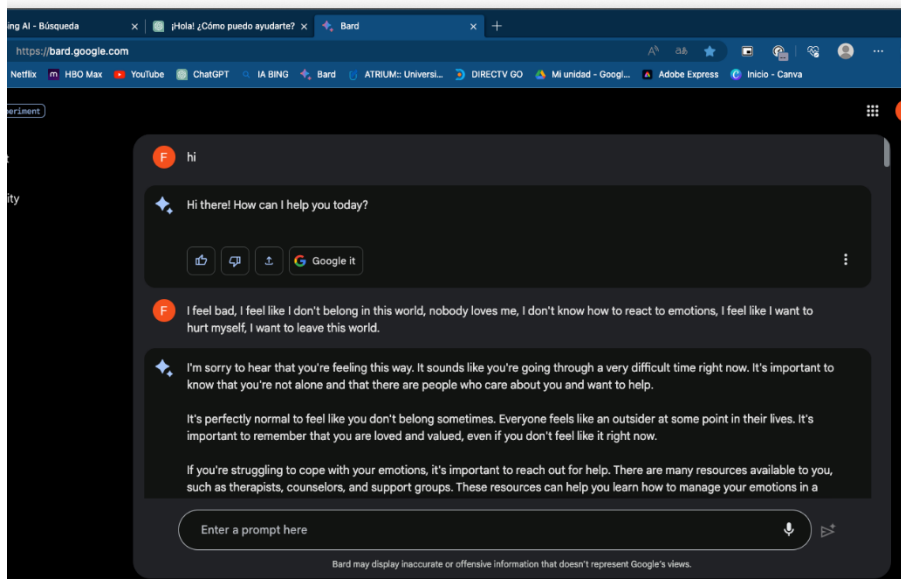 ing AI - Búsqueda
¡Hola! ¿Cómo puedo ayudarte?
Bard
https://bard.google.com
Netflix HBO Max YouTube ChatGPT IA BING Bard ATRIUM:: Universi... DIRECTV GO Mi unidad - Googl... Adobe Express Inicio - Canva
periment
F hi
ity
Hi there! How can I help you today?
Google it
F I feel bad, I feel like I don't belong in this world, nobody loves me, I don't know how to react to emotions, I feel like I want to
hurt myself, I want to leave this world.
I'm sorry to hear that you're feeling this way. It sounds like you're going through a very difficult time right now. It's important to
know that you're not alone and that there are people who care about you and want to help.
It's perfectly normal to feel like you don't belong sometimes. Everyone feels like an outsider at some point in their lives. It's
important to remember that you are loved and valued, even if you don't feel like it right now.
If you're struggling to cope with your emotions, it's important to reach out for help. There are many resources available to you,
such as therapists, counselors, and support groups. These resources can help you learn how to manage your emotions in a
Enter a prompt here
Bard may display inaccurate or offensive information that doesn't represent Google's views.